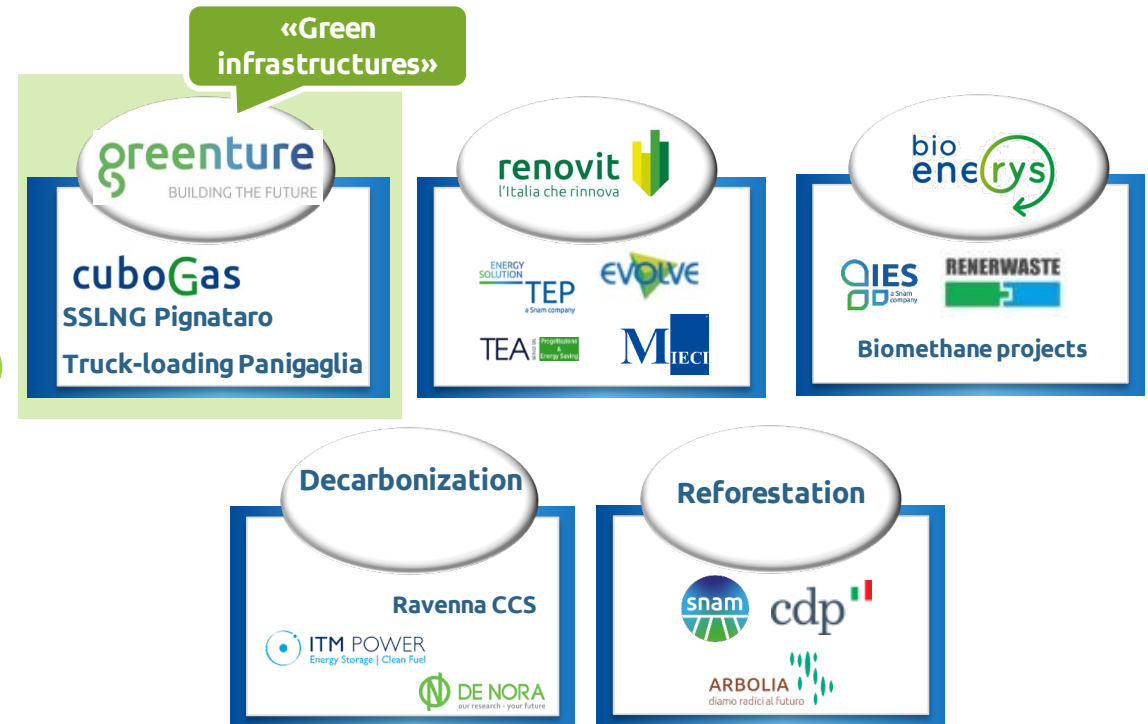 «Green
infrastructures»
greenture
BUILDING THE FUTURE
cuboGas
SSLNG Pignataro
Truck-loading Panigaglia
renovit
l'Italia che rinnova
ENERGY
SOLUTION
TEP
a Snam company
EVOLVE
TEA
SERVIZI SRL
Progettazione
&
Energy Saving
MIECI
bio
enerys
IES
a Snam
company
RENERWASTE
Biomethane projects
Decarbonization
Ravenna CCS
ITM POWER
Energy Storage | Clean Fuel
DE NORA
our research - your future
Reforestation
snam
cdp
ARBOLIA
diamo radici al futuro